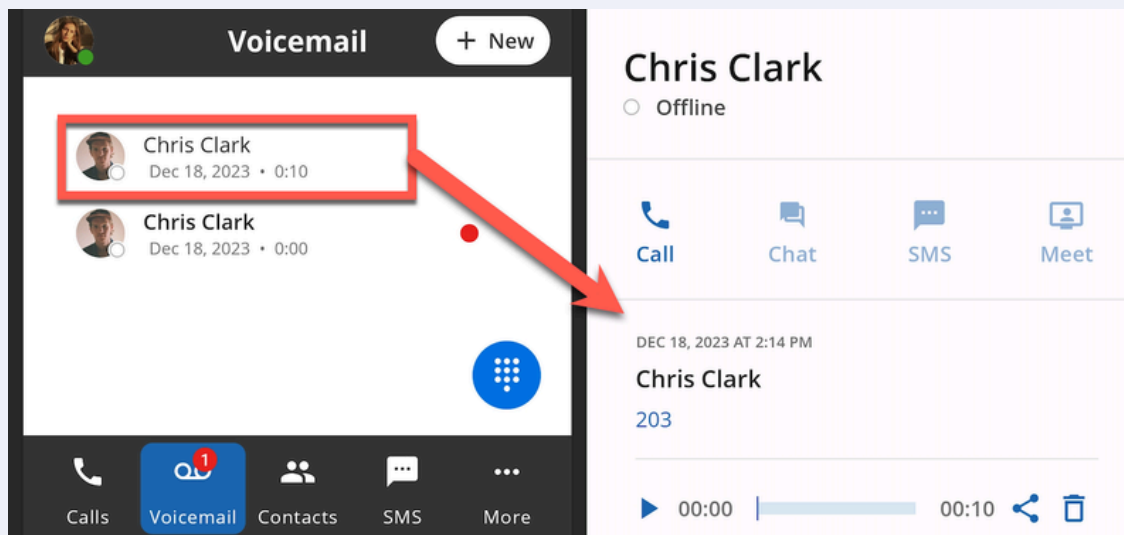 Voicemail
+ New
Chris Clark
Dec 18, 2023 • 0:10
Chris Clark
Dec 18, 2023 • 0:00
1
Calls
Voicemail
Contacts
SMS
More
Chris Clark
Offline
Call
Chat
SMS
Meet
DEC 18, 2023 AT 2:14 PM
Chris Clark
203
00:00
00:10